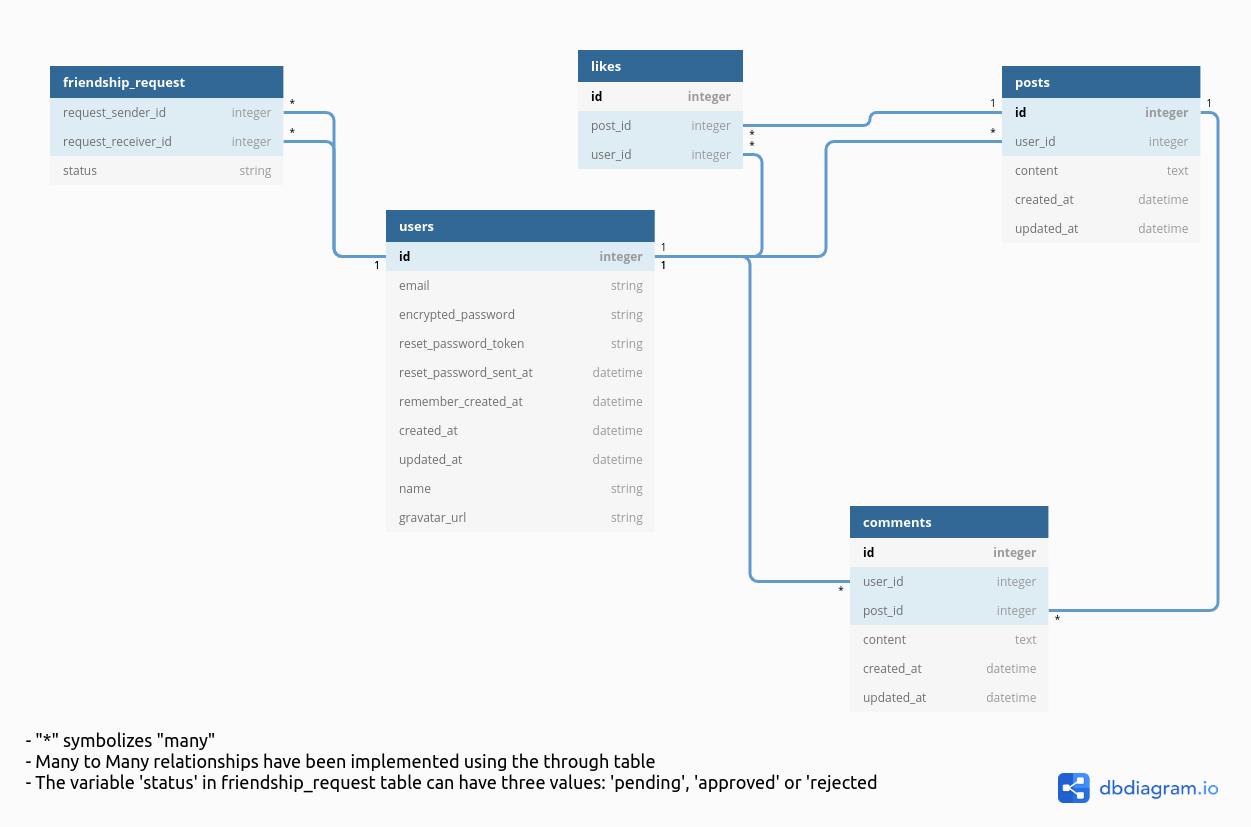 friendship_request
* request_sender_id integer
* request_receiver_id integer
status string
likes
id integer
post_id integer *
user_id integer *
posts
1 id integer 1
* user_id integer
content text
created_at datetime
updated_at datetime
users
id integer 1
1 1
email string
encrypted_password string
reset_password_token string
reset_password_sent_at datetime
remember_created_at datetime
created_at datetime
updated_at datetime
name string
gravatar_url string
comments
id integer
* user_id integer
post_id integer *
content text
created_at datetime
updated_at datetime
- "*" symbolizes "many"
- Many to Many relationships have been implemented using the through table
- The variable 'status' in friendship_request table can have three values: 'pending', 'approved' or 'rejected
dbdiagram.io